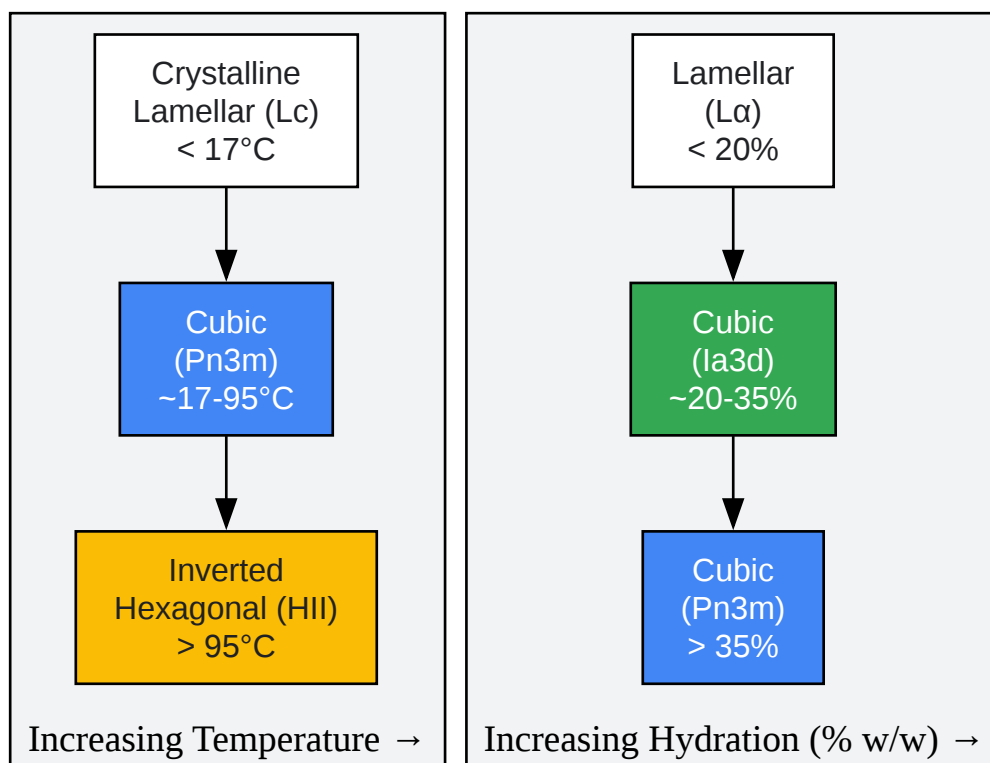 Crystalline
Lamellar (Lc)
< 17°C
Cubic
(Pn3m)
~17-95°C
Inverted
Hexagonal (HII)
> 95°C
Increasing Temperature →
Lamellar
(Lα)
< 20%
Cubic
(Ia3d)
~20-35%
Cubic
(Pn3m)
> 35%
Increasing Hydration (% w/w) →